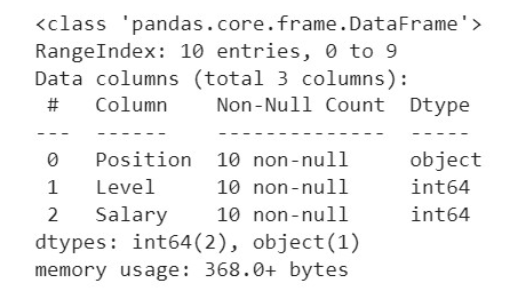 <class 'pandas.core.frame.DataFrame'>
RangeIndex: 10 entries, 0 to 9
Data columns (total 3 columns):
 #   Column    Non-Null Count  Dtype
---  ------    --------------  -----
 0   Position  10 non-null     object
 1   Level     10 non-null     int64
 2   Salary    10 non-null     int64
dtypes: int64(2), object(1)
memory usage: 368.0+ bytes